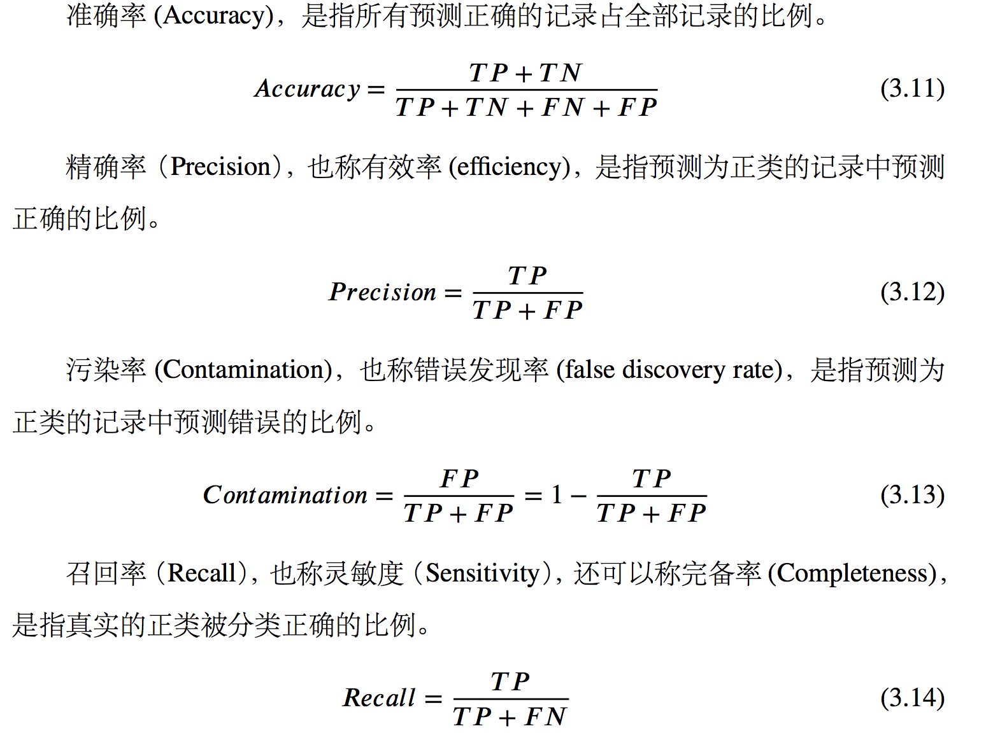 准确率 (Accuracy)，是指所有预测正确的记录占全部记录的比例。
Accuracy = \frac{TP + TN}{TP + TN + FN + FP} (3.11)
精确率（Precision），也称有效率 (efficiency)，是指预测为正类的记录中预测
正确的比例。
Precision = \frac{TP}{TP + FP} (3.12)
污染率 (Contamination)，也称错误发现率 (false discovery rate)，是指预测为
正类的记录中预测错误的比例。
Contamination = \frac{FP}{TP + FP} = 1 - \frac{TP}{TP + FP} (3.13)
召回率（Recall），也称灵敏度（Sensitivity），还可以称完备率 (Completeness)，
是指真实的正类被分类正确的比例。
Recall = \frac{TP}{TP + FN} (3.14)